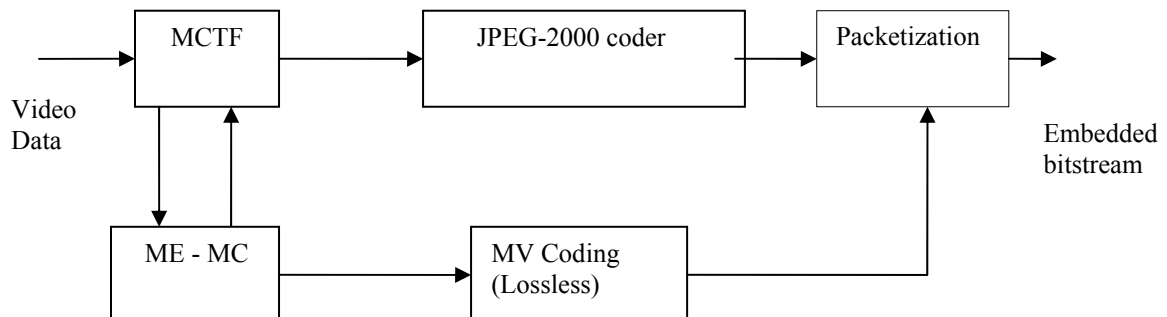 MCTF
JPEG-2000 coder
Packetization
Video
Data
Embedded
bitstream
ME - MC
MV Coding
(Lossless)